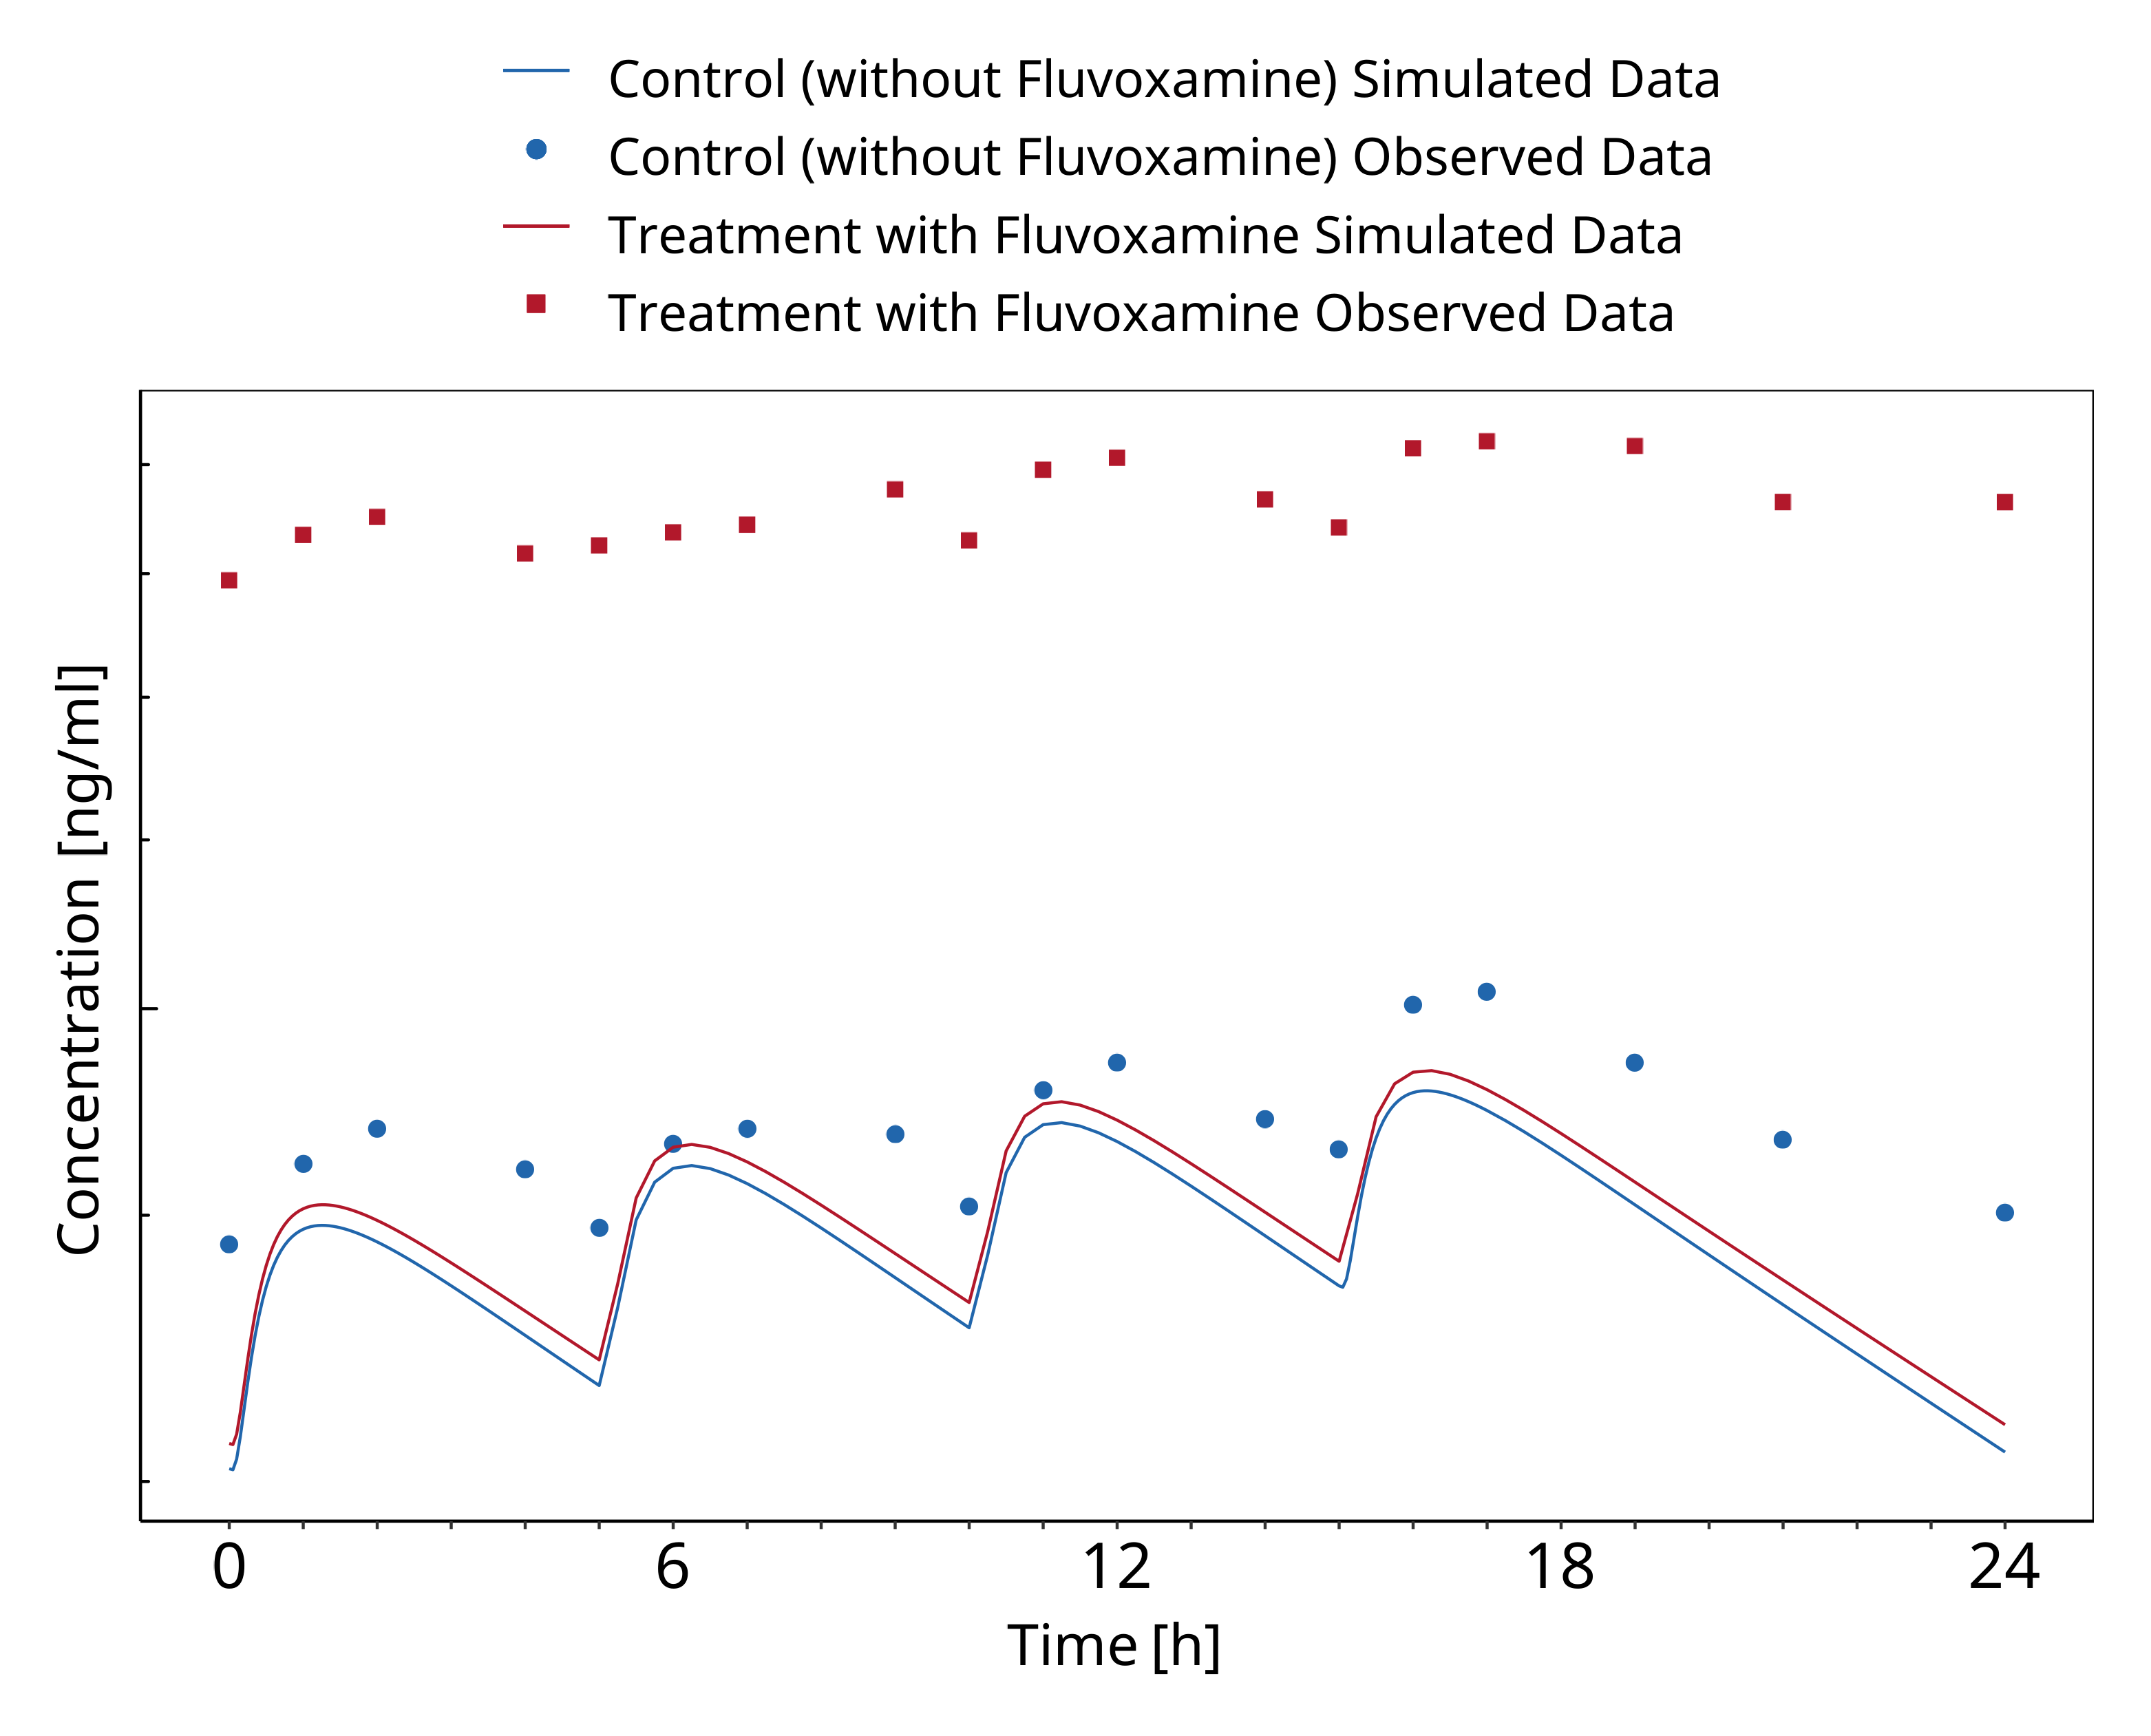 Control (without Fluvoxamine) Simulated Data
Control (without Fluvoxamine) Observed Data
Treatment with Fluvoxamine Simulated Data
Treatment with Fluvoxamine Observed Data
Concentration [ng/ml]
0 6 12 18 24
Time [h]